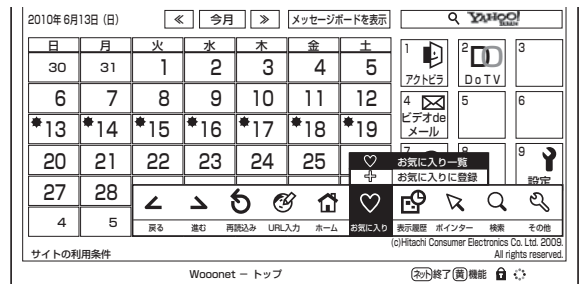 2010年 6月13日（日） ≪ 今月 ≫ メッセージボードを表示 YAHOO! JAPAN
日 月 火 水 木 金 土
30 31 1 2 3 4 5
6 7 8 9 10 11 12
13 14 15 16 17 18 19
20 21 22 23 24 25
27 28
4 5
1 アクトビラ
2 DoTV
3
4 ビデオde
メール
5
6
7
8
9 設定
お気に入り一覧
お気に入りに登録
戻る 進む 再読込み URL入力 ホーム お気に入り 表示履歴 ポインター 検索 その他
(c)Hitachi Consumer Electronics Co. Ltd. 2009.
サイトの利用条件 All rights reserved.
Wooonet － トップ ネット終了 黄機能